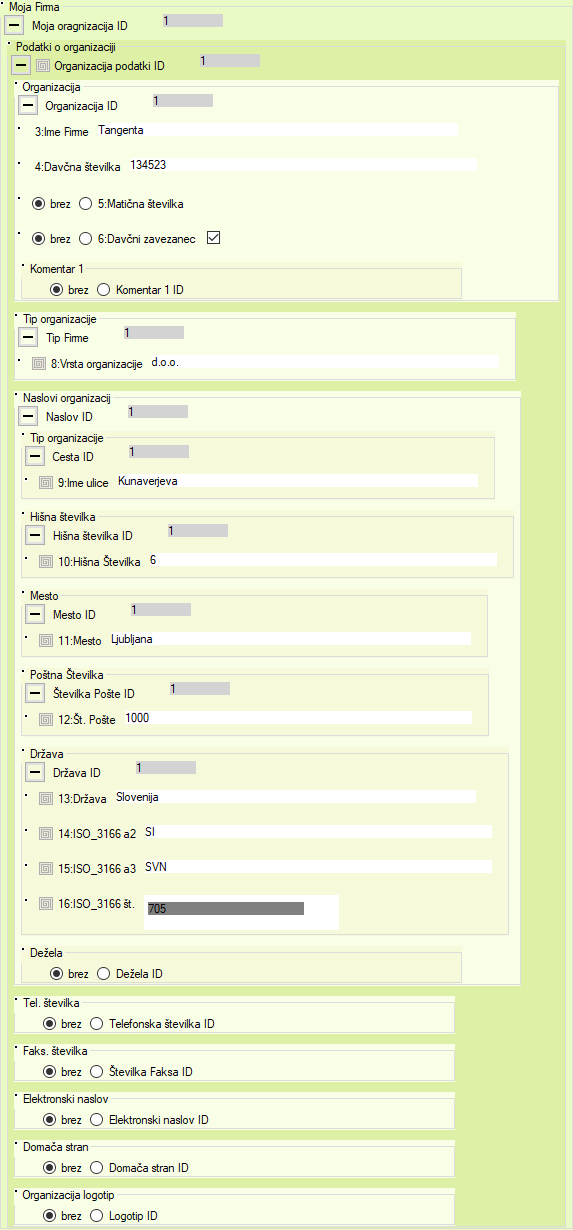 Moja Firma
Moja oragnizacija ID 1
Podatki o organizaciji
Organizacija podatki ID 1
Organizacija
Organizacija ID 1
3:Ime Firme Tangenta
4:Davčna številka 134523
brez 5:Matična številka
brez 6:Davčni zavezanec
Komentar 1
brez Komentar 1 ID
Tip organizacije
Tip Firme 1
8:Vrsta organizacije d.o.o.
Naslovi organizacij
Naslov ID 1
Tip organizacije
Cesta ID 1
9:Ime ulice Kunaverjeva
Hišna številka
Hišna številka ID 1
10:Hišna Številka 6
Mesto
Mesto ID 1
11:Mesto Ljubljana
Poštna Številka
Številka Pošte ID 1
12:Št. Pošte 1000
Država
Država ID 1
13:Država Slovenija
14:ISO_3166 a2 SI
15:ISO_3166 a3 SVN
16:ISO_3166 št. 705
Dežela
brez Dežela ID
Tel. številka
brez Telefonska številka ID
Faks. številka
brez Številka Faksa ID
Elektronski naslov
brez Elektronski naslov ID
Domača stran
brez Domača stran ID
Organizacija logotip
brez Logotip ID